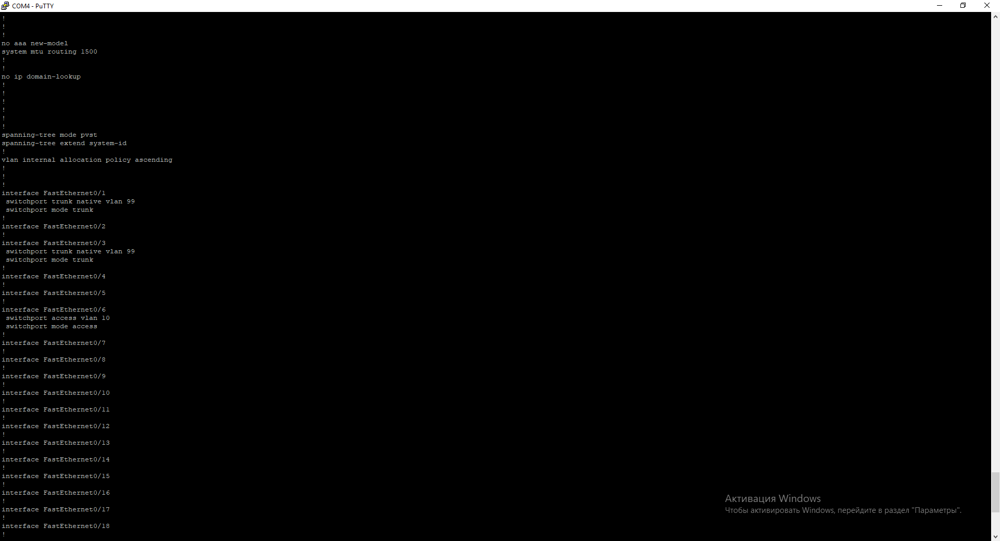 COM4 - PuTTY
!
!
!
no aaa new-model
system mtu routing 1500
!
!
no ip domain-lookup
!
!
!
!
!
!
spanning-tree mode pvst
spanning-tree extend system-id
!
vlan internal allocation policy ascending
!
!
!
interface FastEthernet0/1
 switchport trunk native vlan 99
 switchport mode trunk
!
interface FastEthernet0/2
!
interface FastEthernet0/3
 switchport trunk native vlan 99
 switchport mode trunk
!
interface FastEthernet0/4
!
interface FastEthernet0/5
!
interface FastEthernet0/6
 switchport access vlan 10
 switchport mode access
!
interface FastEthernet0/7
!
interface FastEthernet0/8
!
interface FastEthernet0/9
!
interface FastEthernet0/10
!
interface FastEthernet0/11
!
interface FastEthernet0/12
!
interface FastEthernet0/13
!
interface FastEthernet0/14
!
interface FastEthernet0/15
!
interface FastEthernet0/16
!
interface FastEthernet0/17
!
interface FastEthernet0/18
!
Активация Windows
Чтобы активировать Windows, перейдите в раздел "Параметры".